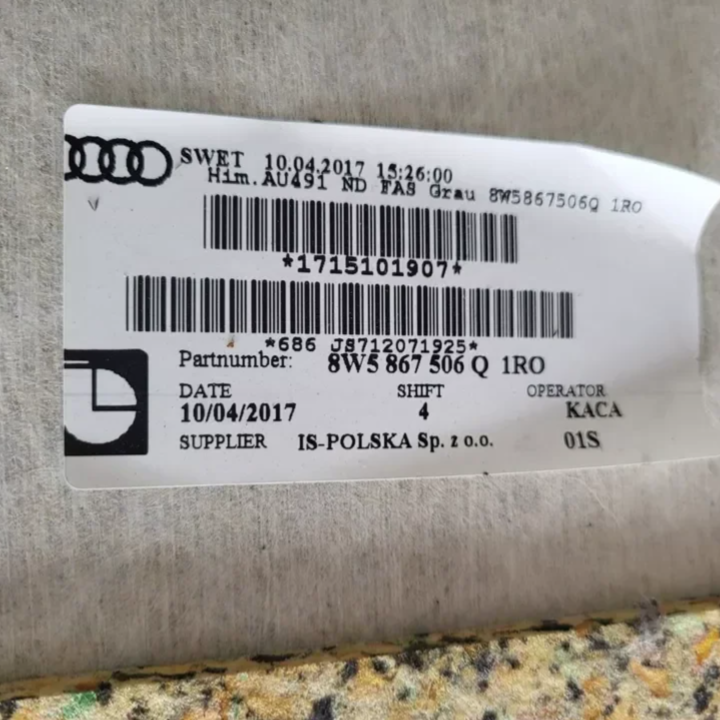 SWET 10.04.2017 15:26:00
Him.AU491 ND FAS Grau 8W5867506Q 1RO
*1715101907*
*686 JS712071925*
Partnumber: 8W5 867 506 Q 1RO
DATE SHIFT OPERATOR
10/04/2017 4 KACA
SUPPLIER IS-POLSKA Sp. z o.o. 01S